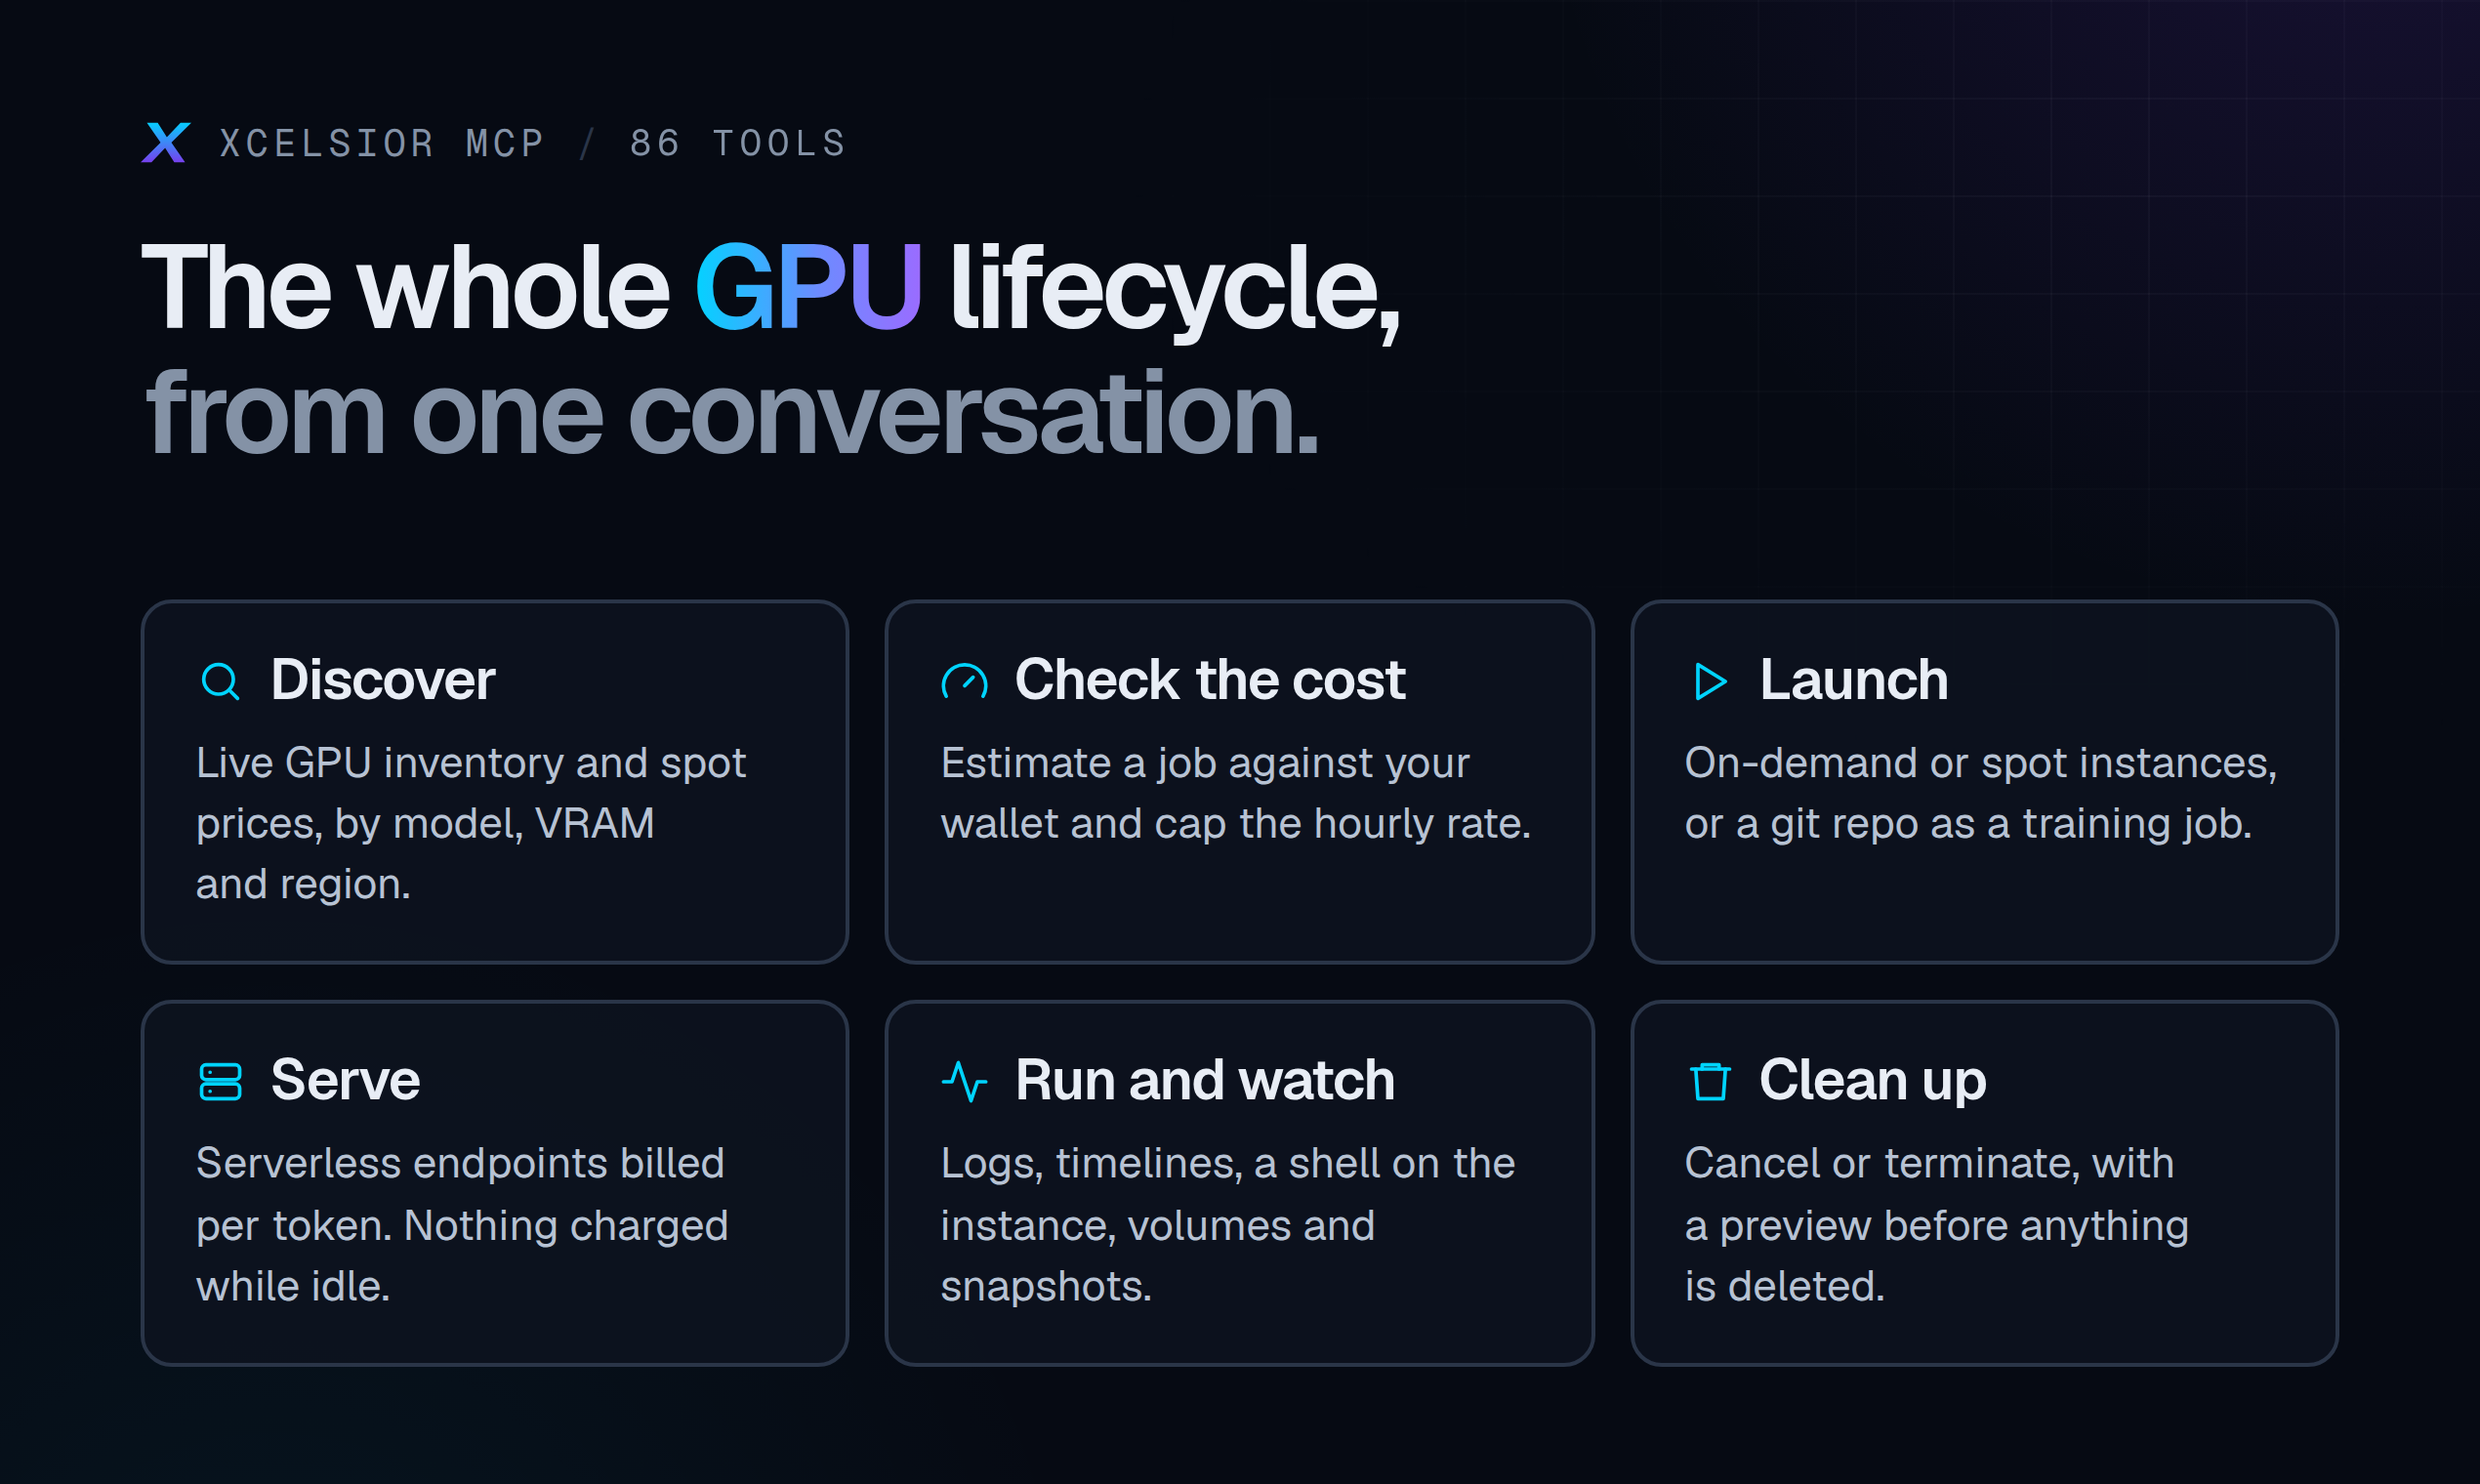 XCELSIOR MCP / 86 TOOLS
The whole GPU lifecycle,
from one conversation.
Discover
Live GPU inventory and spot
prices, by model, VRAM
and region.
Check the cost
Estimate a job against your
wallet and cap the hourly rate.
Launch
On-demand or spot instances,
or a git repo as a training job.
Serve
Serverless endpoints billed
per token. Nothing charged
while idle.
Run and watch
Logs, timelines, a shell on the
instance, volumes and
snapshots.
Clean up
Cancel or terminate, with
a preview before anything
is deleted.